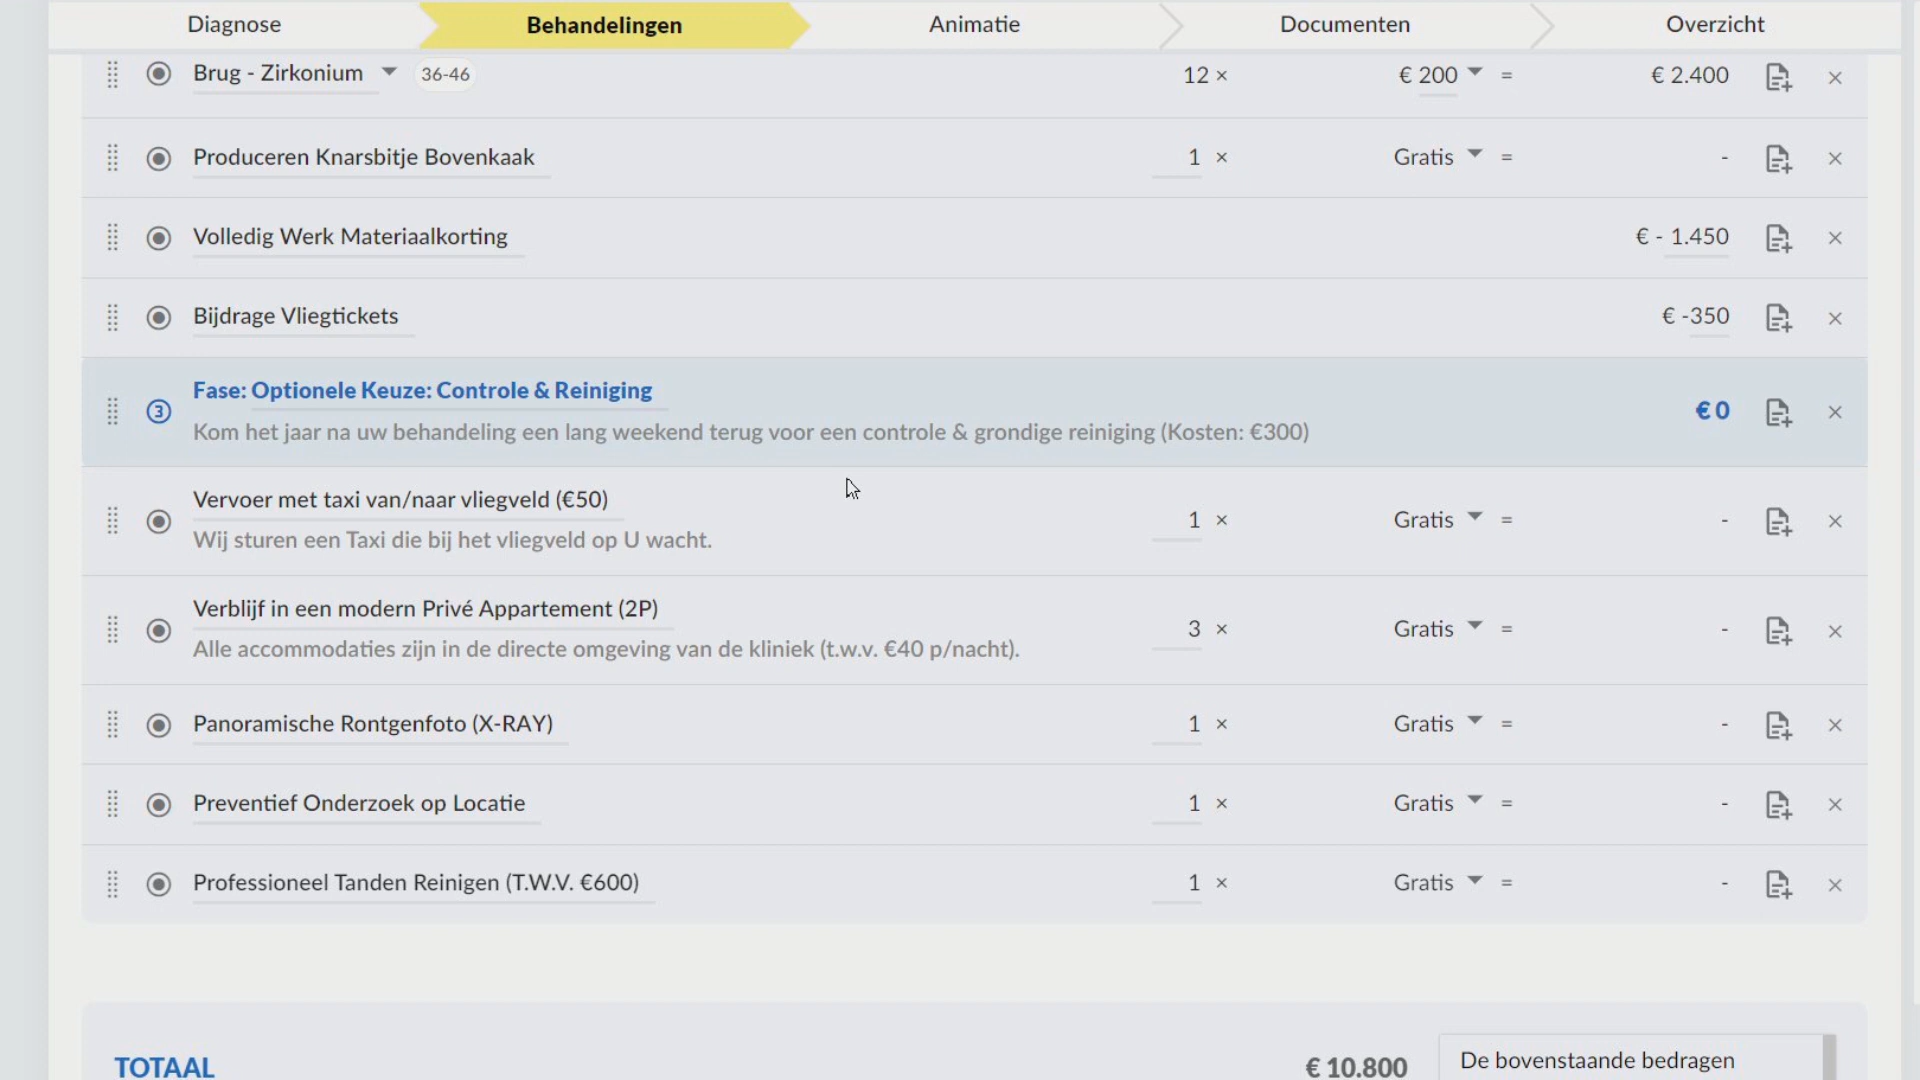 Diagnose
Behandelingen
Animatie
Documenten
Overzicht
Brug - Zirkonium 36-46 12 × € 200 = € 2.400 ×
Produceren Knarsbitje Bovenkaak 1 × Gratis = - ×
Volledig Werk Materiaalkorting € - 1.450 ×
Bijdrage Vliegtickets € -350 ×
3 Fase: Optionele Keuze: Controle & Reiniging € 0 ×
Kom het jaar na uw behandeling een lang weekend terug voor een controle & grondige reiniging (Kosten: €300)
Vervoer met taxi van/naar vliegveld (€50) 1 × Gratis = - ×
Wij sturen een Taxi die bij het vliegveld op U wacht.
Verblijf in een modern Privé Appartement (2P) 3 × Gratis = - ×
Alle accommodaties zijn in de directe omgeving van de kliniek (t.w.v. €40 p/nacht).
Panoramische Rontgenfoto (X-RAY) 1 × Gratis = - ×
Preventief Onderzoek op Locatie 1 × Gratis = - ×
Professioneel Tanden Reinigen (T.W.V. €600) 1 × Gratis = - ×
TOTAAL € 10.800 De bovenstaande bedragen